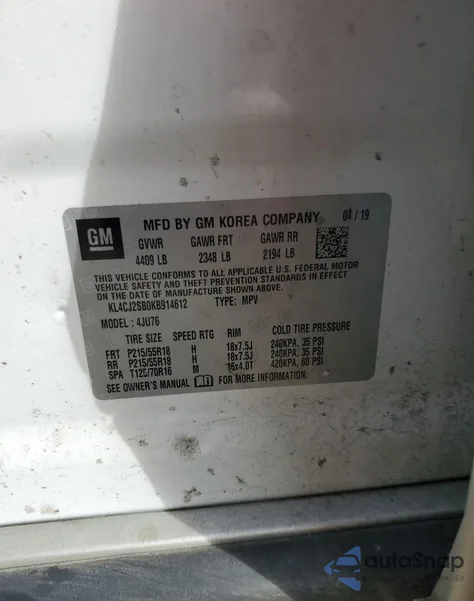 GM
MFD BY GM KOREA COMPANY 04 / 19
GVWR GAWR FRT GAWR RR
4409 LB 2348 LB 2194 LB
THIS VEHICLE CONFORMS TO ALL APPLICABLE U.S. FEDERAL MOTOR
VEHICLE SAFETY AND THEFT PREVENTION STANDARDS IN EFFECT ON
THE DATE OF MANUFACTURE SHOWN ABOVE.
KL4CJ2SB0KB914612 TYPE: MPV
MODEL: 4JU76
TIRE SIZE SPEED RTG RIM COLD TIRE PRESSURE
FRT P215/55R18 H 18x7.5J 240KPA, 35 PSI
RR P215/55R18 H 18x7.5J 240KPA, 35 PSI
SPA T125/70R16 M 16x4.0T 420KPA, 60 PSI
SEE OWNER'S MANUAL FOR MORE INFORMATION.
autoSnap